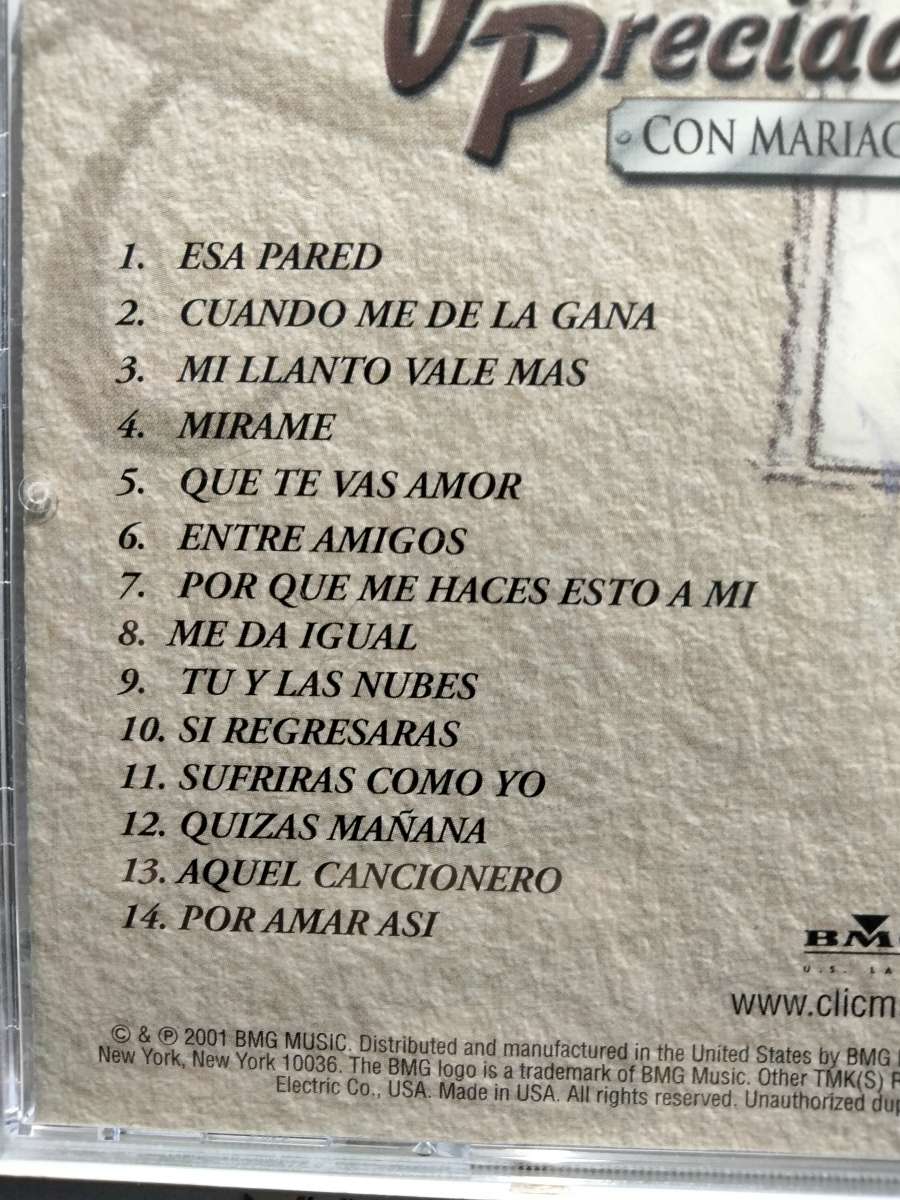 Preciad
CON MARIAC
1. ESA PARED
2. CUANDO ME DE LA GANA
3. MI LLANTO VALE MAS
4. MIRAME
5. QUE TE VAS AMOR
6. ENTRE AMIGOS
7. POR QUE ME HACES ESTO A MI
8. ME DA IGUAL
9. TU Y LAS NUBES
10. SI REGRESARAS
11. SUFRIRAS COMO YO
12. QUIZAS MAÑANA
13. AQUEL CANCIONERO
14. POR AMAR ASI
BM
U.S. LA
www.clicm
© & ℗ 2001 BMG MUSIC. Distributed and manufactured in the United States by BMG
New York, New York 10036. The BMG logo is a trademark of BMG Music. Other TMK(S) R
Electric Co., USA. Made in USA. All rights reserved. Unauthorized dup